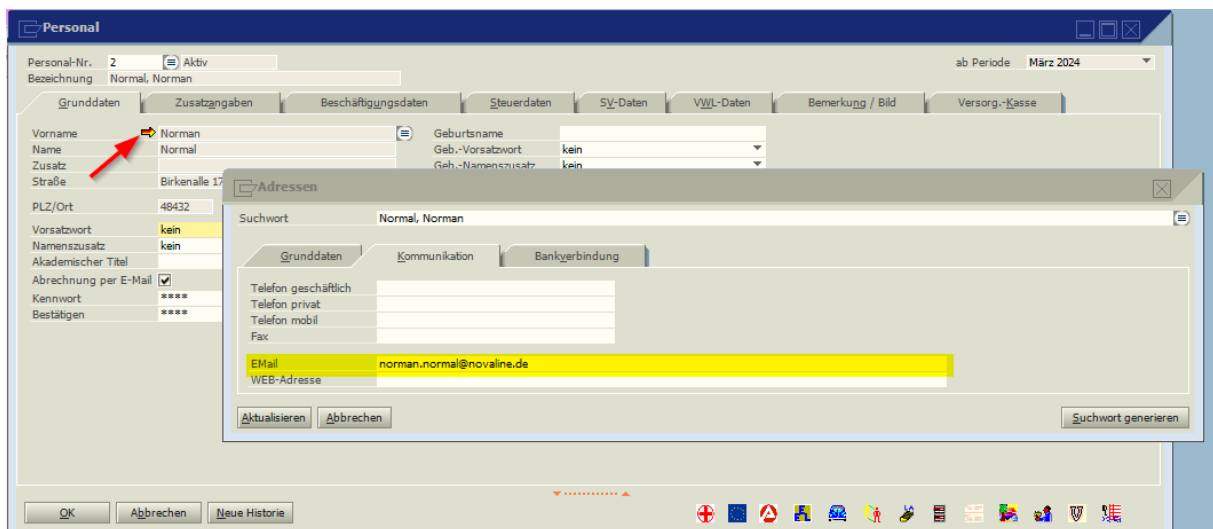 Personal
Personal-Nr. 2 Aktiv ab Periode März 2024
Bezeichnung Normal, Norman
Grunddaten Zusatzangaben Beschäftigungsdaten Steuerdaten SV-Daten VWL-Daten Bemerkung / Bild Versorg.-Kasse
Vorname Norman Geburtsname
Name Normal Geb.-Vorsatzwort kein
Zusatz Geb.-Namenszusatz kein
Straße Birkenalle 17
PLZ/Ort 48432
Vorsatzwort kein
Namenszusatz kein
Akademischer Titel
Abrechnung per E-Mail
Kennwort ****
Bestätigen ****
Adressen
Suchwort Normal, Norman
Grunddaten Kommunikation Bankverbindung
Telefon geschäftlich
Telefon privat
Telefon mobil
Fax
EMail norman.normal@novaline.de
WEB-Adresse
Aktualisieren Abbrechen Suchwort generieren
OK Abbrechen Neue Historie